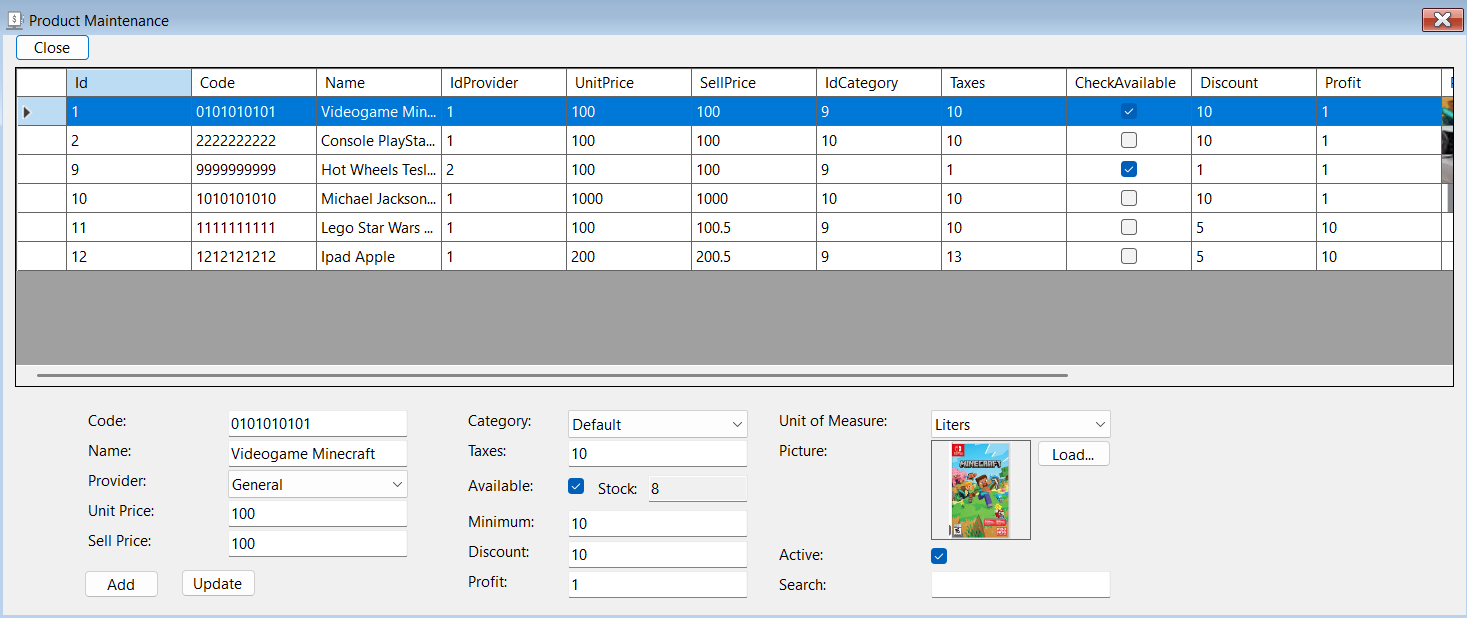 Product Maintenance
Close
Id Code Name IdProvider UnitPrice SellPrice IdCategory Taxes CheckAvailable Discount Profit
1 0101010101 Videogame Min... 1 100 100 9 10 10 1
2 2222222222 Console PlaySta... 1 100 100 10 10 10 1
9 9999999999 Hot Wheels Tesl... 2 100 100 9 1 1 1
10 1010101010 Michael Jackson... 1 1000 1000 10 10 10 1
11 1111111111 Lego Star Wars ... 1 100 100.5 9 10 5 10
12 1212121212 Ipad Apple 1 200 200.5 9 13 5 10
Code: 0101010101 Category: Default Unit of Measure: Liters
Name: Videogame Minecraft Taxes: 10 Picture: Load...
MINECRAFT
Provider: General Available: Stock: 8
Unit Price: 100 Minimum: 10
Sell Price: 100 Discount: 10 Active:
Add Update Profit: 1 Search: